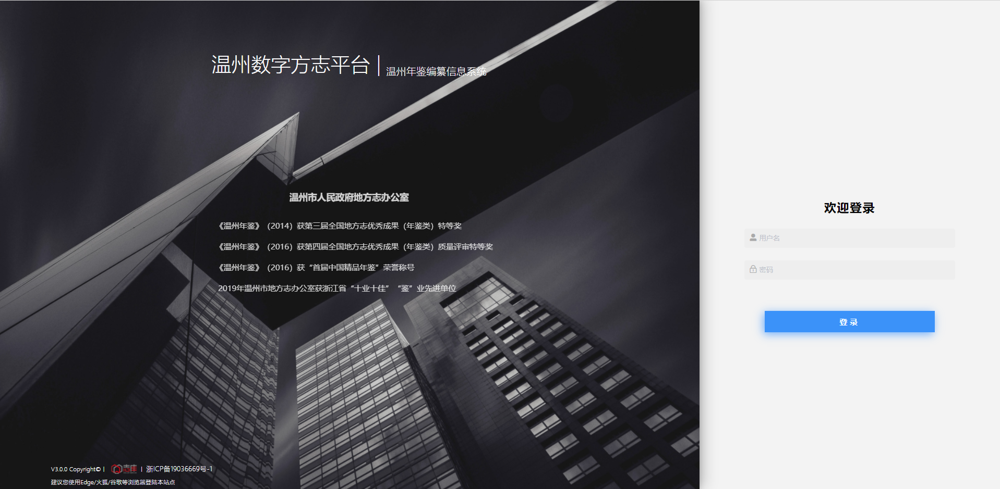 温州数字方志平台 | 温州年鉴编纂信息系统
温州市人民政府地方志办公室
《温州年鉴》（2014）获第三届全国地方志优秀成果（年鉴类）特等奖
《温州年鉴》（2016）获第四届全国地方志优秀成果（年鉴类）质量评审特等奖
《温州年鉴》（2016）获“首届中国精品年鉴”荣誉称号
2019年温州市地方志办公室获浙江省“十业十佳”“鉴”业先进单位
V3.0.0 Copyright© | 志库 | 浙ICP备19036669号-1
建议您使用Edge/火狐/谷歌等浏览器登陆本站点
欢迎登录
用户名
密码
登 录